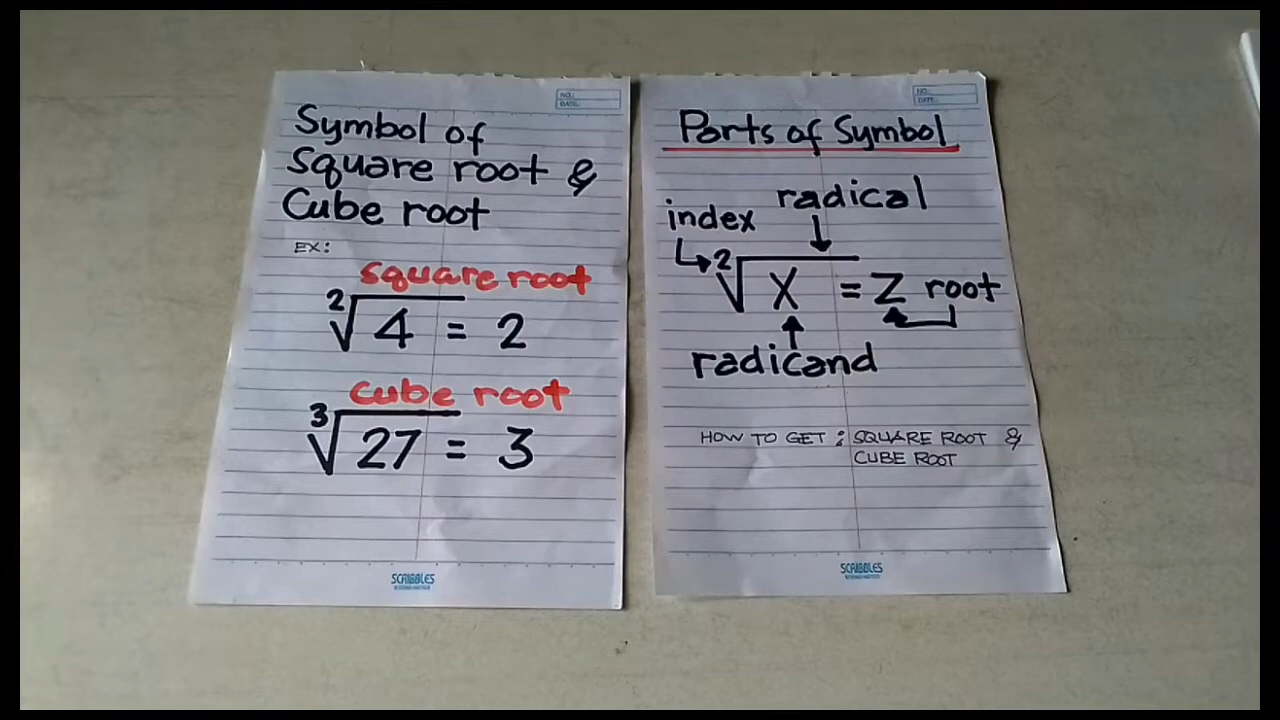 NO.:
DATE:
Symbol of
square root &
Cube root
EX:
square root
2√4 = 2
cube root
3√27 = 3
SCRIBBLES
NO.:
DATE:
Parts of Symbol
radical
index
2√X = Z root
radicand
HOW TO GET : SQUARE ROOT &
CUBE ROOT
SCRIBBLES